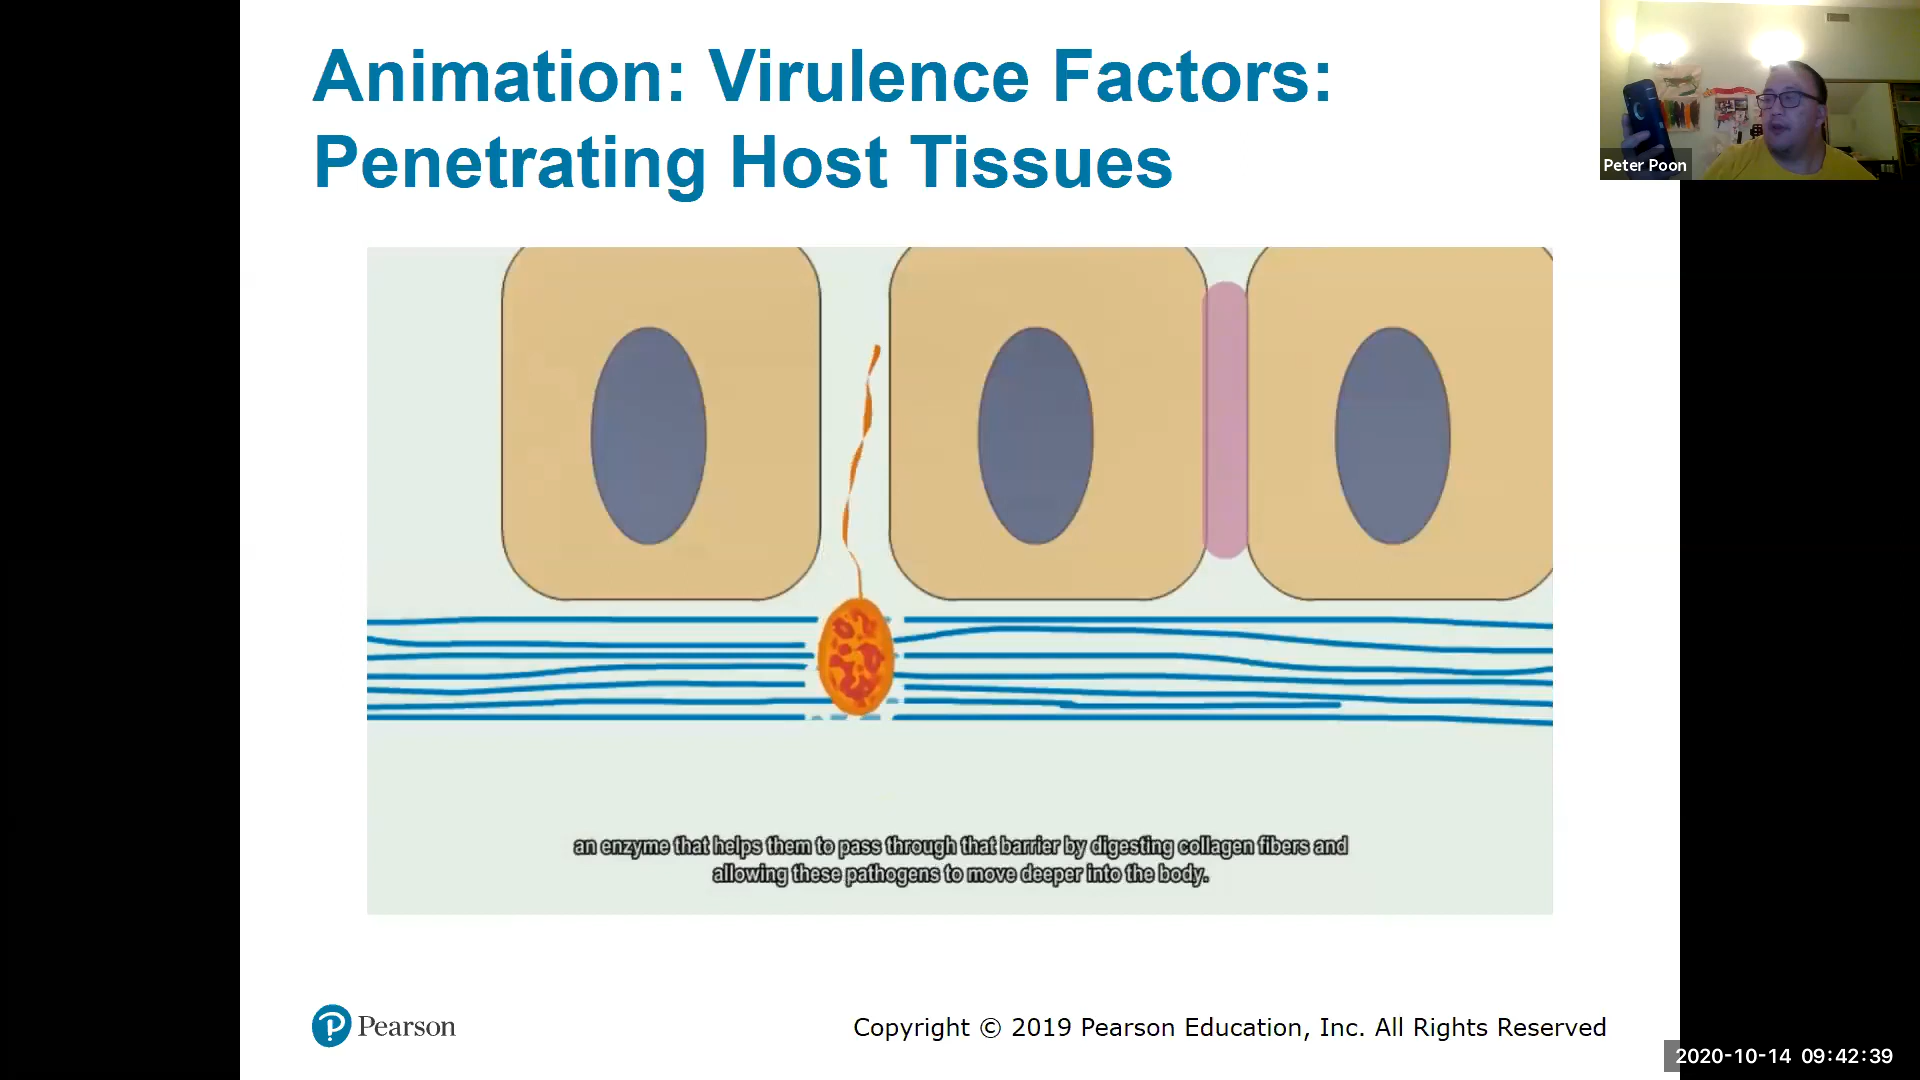 Animation: Virulence Factors:
Penetrating Host Tissues
Peter Poon
an enzyme that helps them to pass through that barrier by digesting collagen fibers and
allowing these pathogens to move deeper into the body.
Pearson
Copyright © 2019 Pearson Education, Inc. All Rights Reserved
2020-10-14 09:42:39